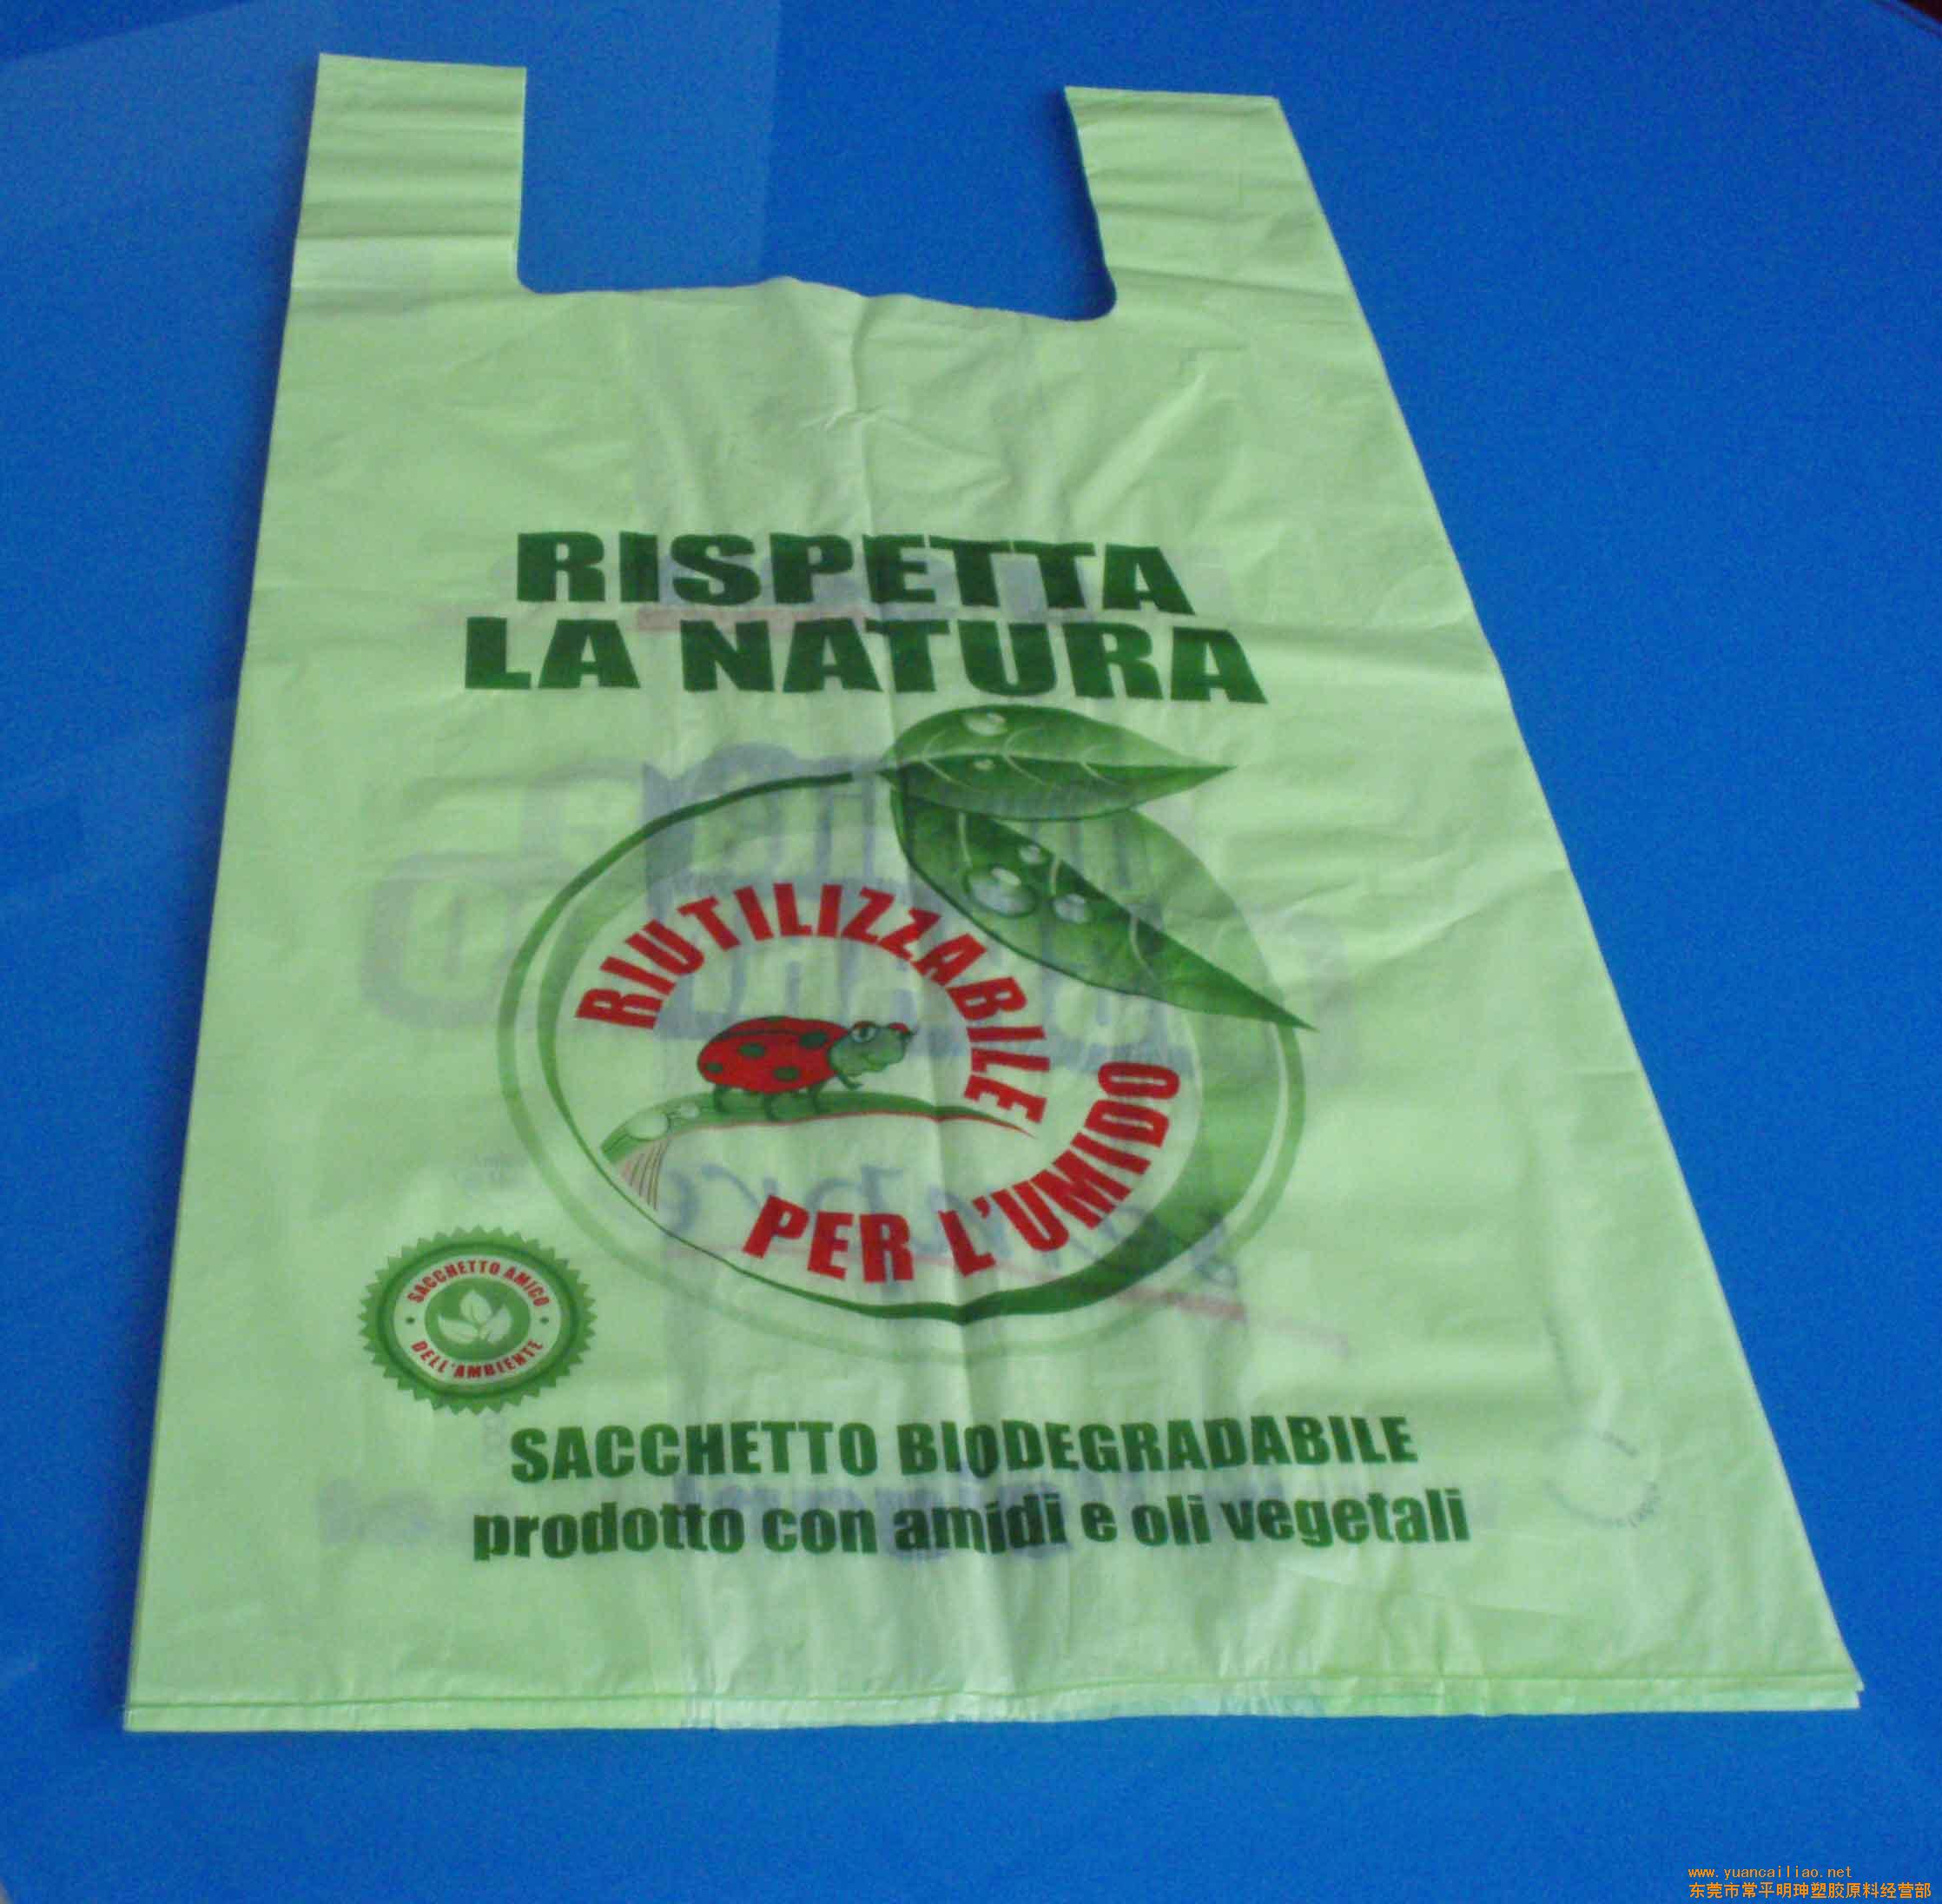 RISPETTA
LA NATURA
RIUTILIZZABILE
PER L'UMIDO
SACCHETTO AMICO
DELL'AMBIENTE
SACCHETTO BIODEGRADABILE
prodotto con amidi e oli vegetali
www.yuancailiao.net
东莞市常平明珅塑胶原料经营部